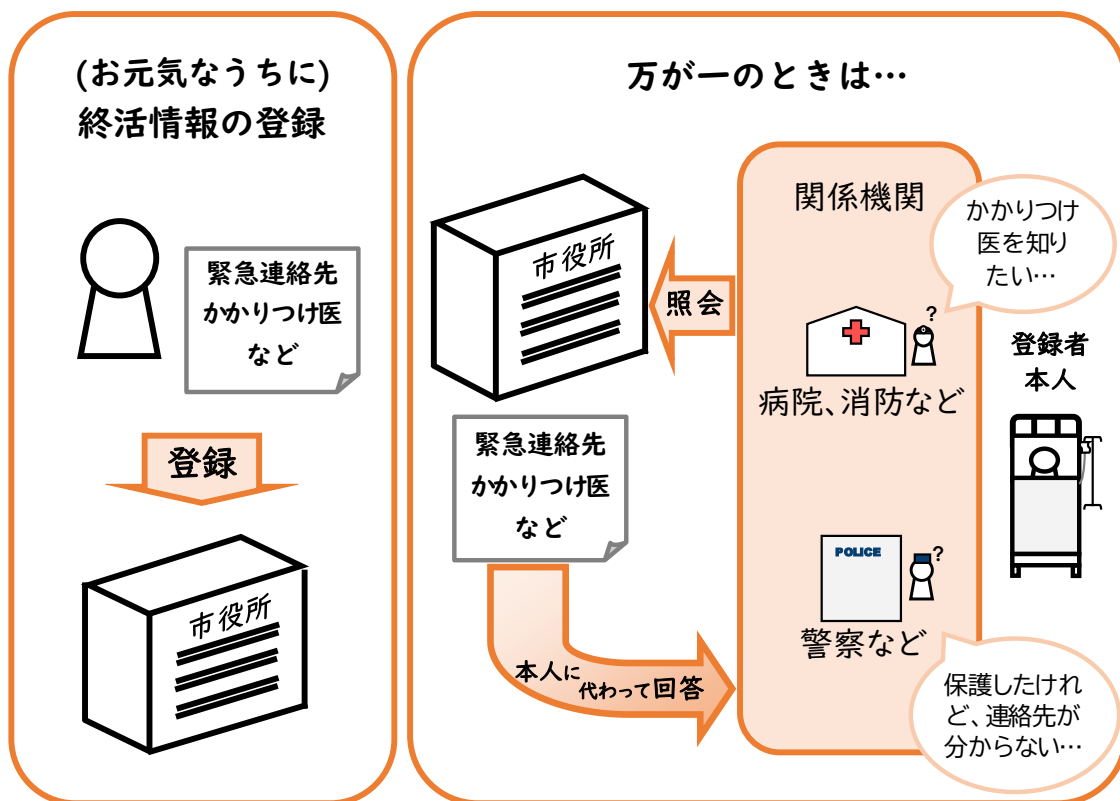 (お元気なうちに)
終活情報の登録
緊急連絡先
かかりつけ医
など
登録
市役所
万が一のときは…
市役所
照会
緊急連絡先
かかりつけ医
など
本人に
代わって回答
関係機関
かかりつけ
医を知り
たい…
?
病院、消防など
登録者
本人
POLICE
?
警察など
保護したけれ
ど、連絡先が
分からない…